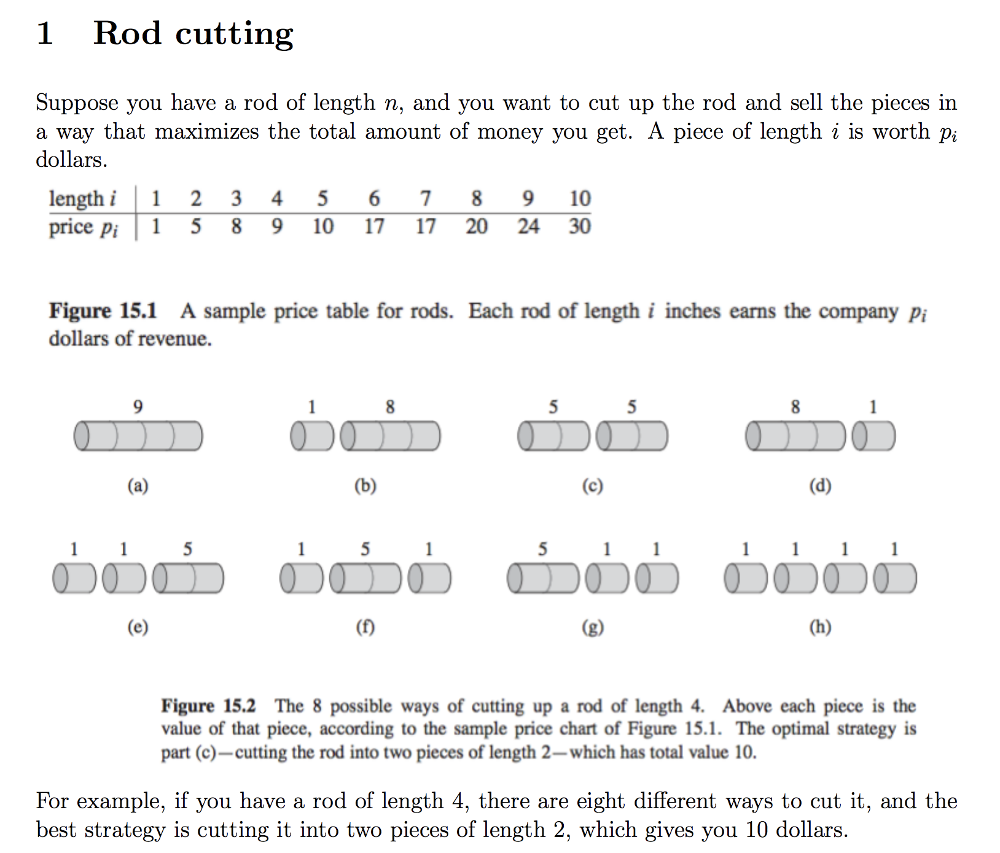 1 Rod cutting
Suppose you have a rod of length n, and you want to cut up the rod and sell the pieces in
a way that maximizes the total amount of money you get. A piece of length i is worth pᵢ
dollars.
length i 1 2 3 4 5 6 7 8 9 10
price pᵢ 1 5 8 9 10 17 17 20 24 30
Figure 15.1 A sample price table for rods. Each rod of length i inches earns the company pᵢ
dollars of revenue.
9 1 8 5 5 8 1
(a) (b) (c) (d)
1 1 5 1 5 1 5 1 1 1 1 1 1
(e) (f) (g) (h)
Figure 15.2 The 8 possible ways of cutting up a rod of length 4. Above each piece is the
value of that piece, according to the sample price chart of Figure 15.1. The optimal strategy is
part (c)—cutting the rod into two pieces of length 2—which has total value 10.
For example, if you have a rod of length 4, there are eight different ways to cut it, and the
best strategy is cutting it into two pieces of length 2, which gives you 10 dollars.